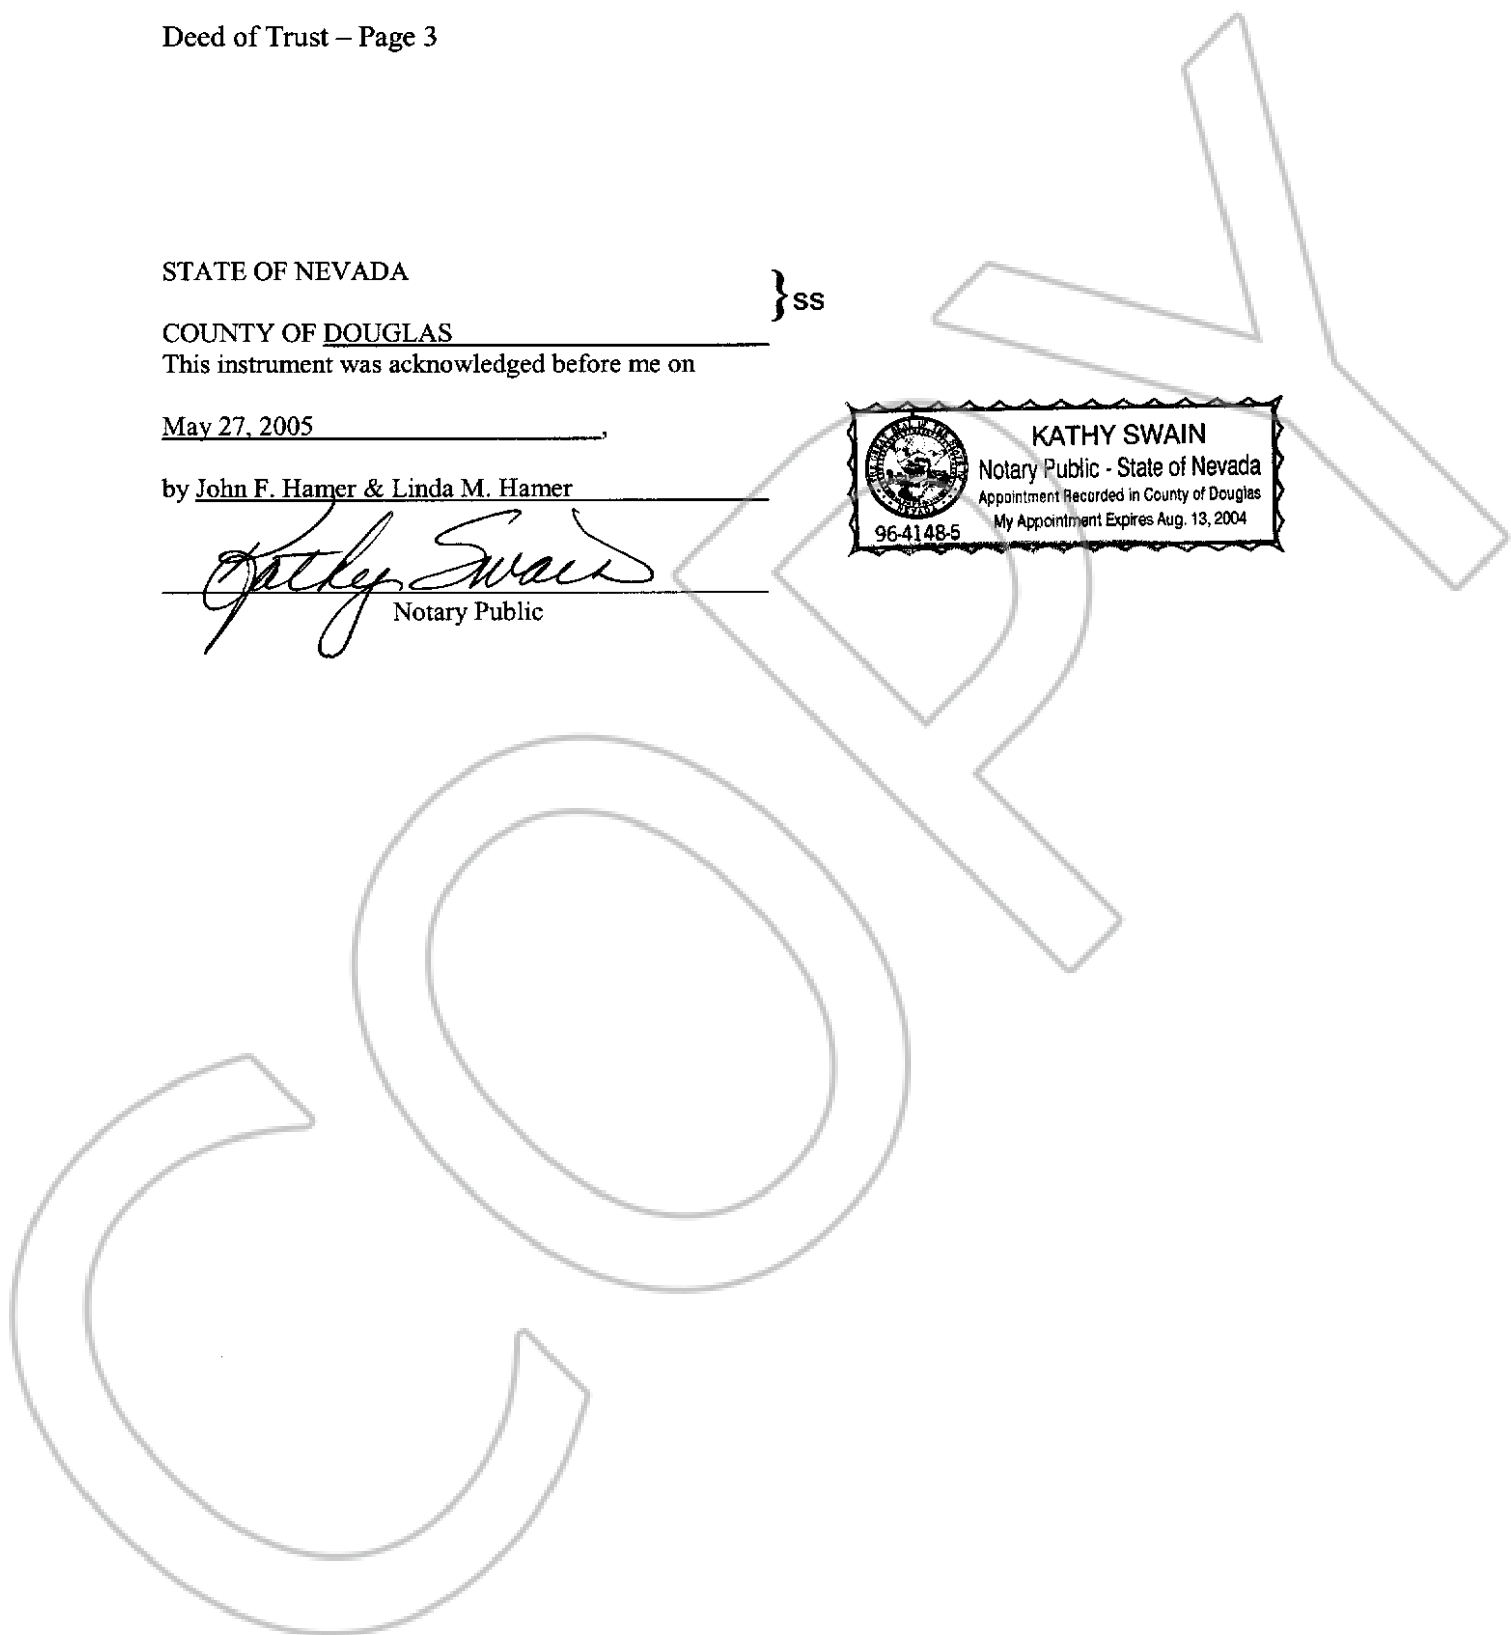 Deed of Trust – Page 3
STATE OF NEVADA
}ss
COUNTY OF DOUGLAS
This instrument was acknowledged before me on
May 27, 2005,
by John F. Hamer & Linda M. Hamer
Kathy Swain
Notary Public
KATHY SWAIN
Notary Public - State of Nevada
Appointment Recorded in County of Douglas
My Appointment Expires Aug. 13, 2004
96-4148-5
COPY